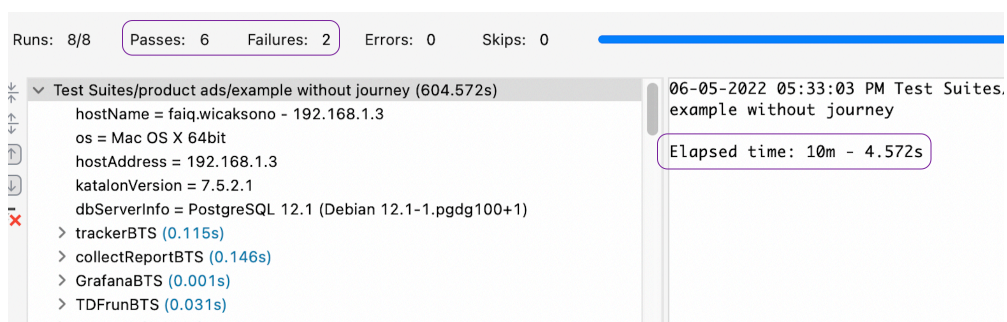 Runs: 8/8 Passes: 6 Failures: 2 Errors: 0 Skips: 0
Test Suites/product ads/example without journey (604.572s)
hostName = faiq.wicaksono - 192.168.1.3
os = Mac OS X 64bit
hostAddress = 192.168.1.3
katalonVersion = 7.5.2.1
dbServerInfo = PostgreSQL 12.1 (Debian 12.1-1.pgdg100+1)
trackerBTS (0.115s)
collectReportBTS (0.146s)
GrafanaBTS (0.001s)
TDFrunBTS (0.031s)
06-05-2022 05:33:03 PM Test Suites/
example without journey
Elapsed time: 10m - 4.572s